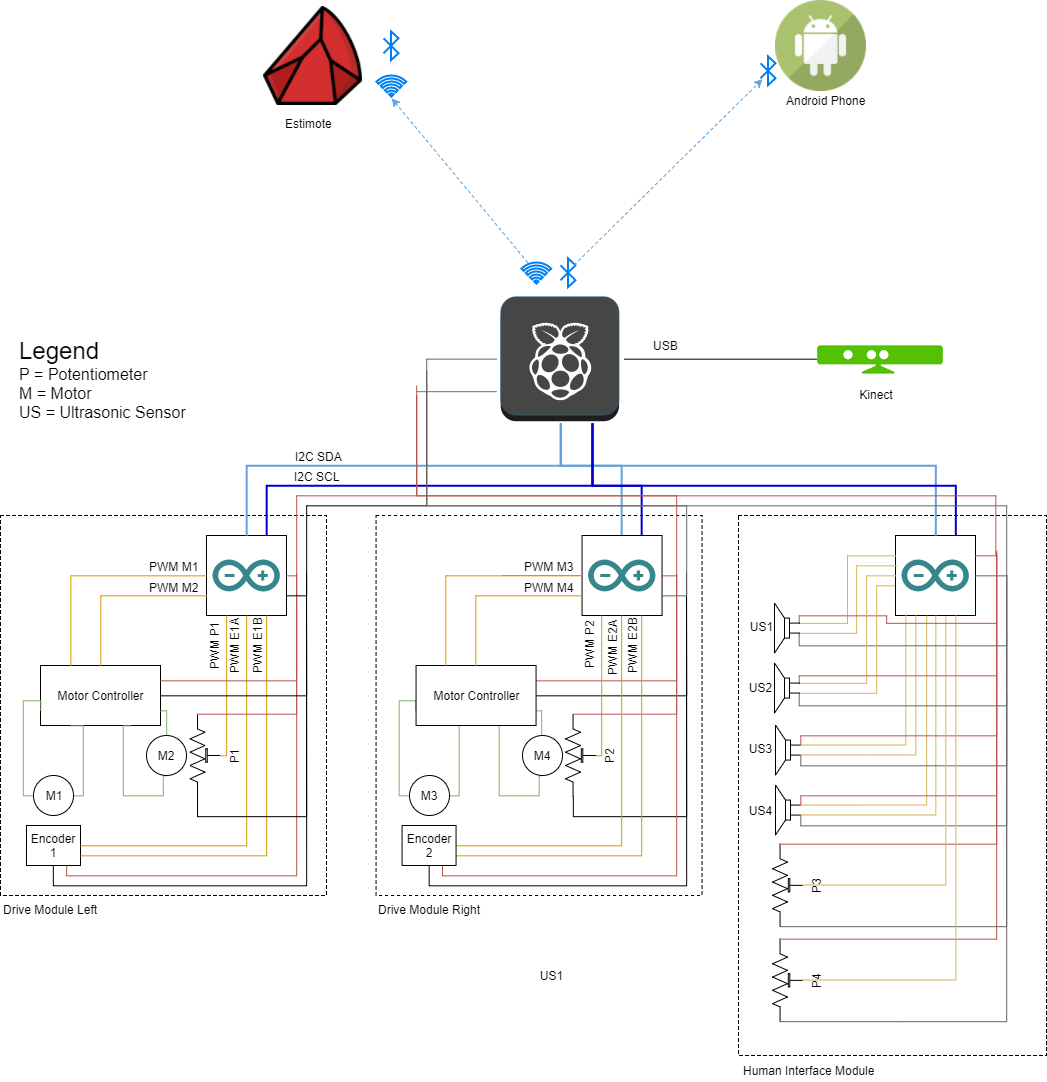 Estimote
Android Phone
USB
Kinect
Legend
P = Potentiometer
M = Motor
US = Ultrasonic Sensor
I2C SDA
I2C SCL
PWM M1
PWM M2
PWM P1
PWM E1A
PWM E1B
Motor Controller
M2
P1
M1
Encoder
1
Drive Module Left
PWM M3
PWM M4
PWM P2
PWM E2A
PWM E2B
Motor Controller
M4
P2
M3
Encoder
2
Drive Module Right
US1
US2
US3
US4
P3
P4
Human Interface Module
US1